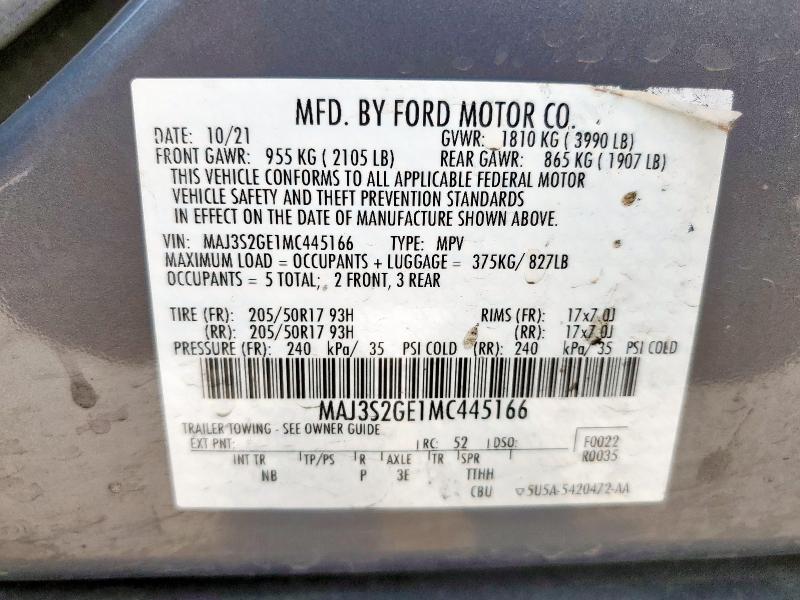 MFD. BY FORD MOTOR CO.
DATE: 10/21 GVWR: 1810 KG ( 3990 LB)
FRONT GAWR: 955 KG ( 2105 LB) REAR GAWR: 865 KG ( 1907 LB)
THIS VEHICLE CONFORMS TO ALL APPLICABLE FEDERAL MOTOR
VEHICLE SAFETY AND THEFT PREVENTION STANDARDS
IN EFFECT ON THE DATE OF MANUFACTURE SHOWN ABOVE.
VIN: MAJ3S2GE1MC445166 TYPE: MPV
MAXIMUM LOAD = OCCUPANTS + LUGGAGE = 375KG/ 827LB
OCCUPANTS = 5 TOTAL; 2 FRONT, 3 REAR
TIRE (FR): 205/50R17 93H RIMS (FR): 17x7.0J
(RR): 205/50R17 93H (RR): 17x7.0J
PRESSURE (FR): 240 kPa/ 35 PSI COLD (RR): 240 kPa/ 35 PSI COLD
MAJ3S2GE1MC445166
TRAILER TOWING - SEE OWNER GUIDE
EXT PNT: RC: 52 DSO: F0022
R0035
INT TR TP/PS R AXLE TR SPR
NB P 3E TTHH
CBU 5U5A-5420472-AA